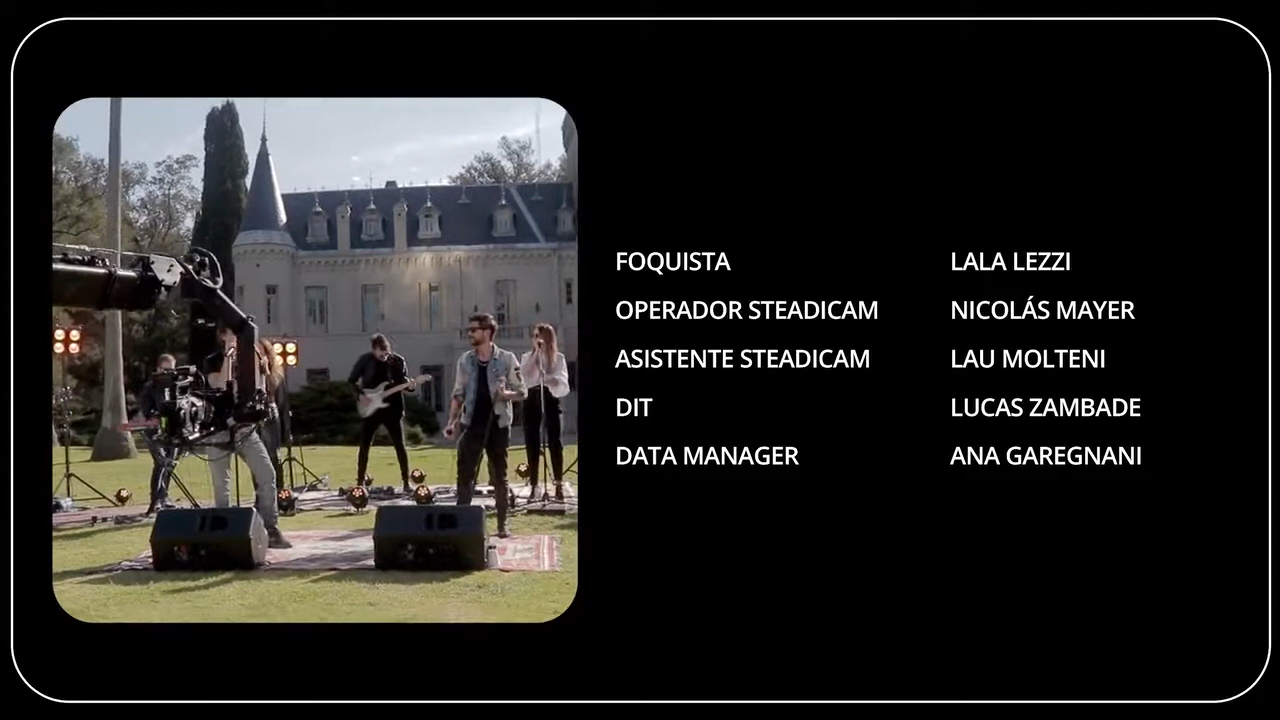 FOQUISTA LALA LEZZI
OPERADOR STEADICAM NICOLÁS MAYER
ASISTENTE STEADICAM LAU MOLTENI
DIT LUCAS ZAMBADE
DATA MANAGER ANA GAREGNANI